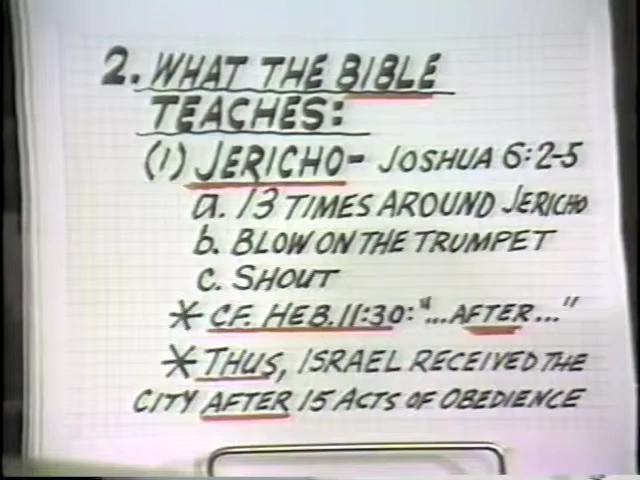 2. WHAT THE BIBLE
TEACHES:
(1) JERICHO- JOSHUA 6:2-5
a. 13 TIMES AROUND JERICHO
b. BLOW ON THE TRUMPET
c. SHOUT
* CF. HEB. 11:30: "...AFTER..."
* THUS, ISRAEL RECEIVED THE
CITY AFTER 15 ACTS OF OBEDIENCE